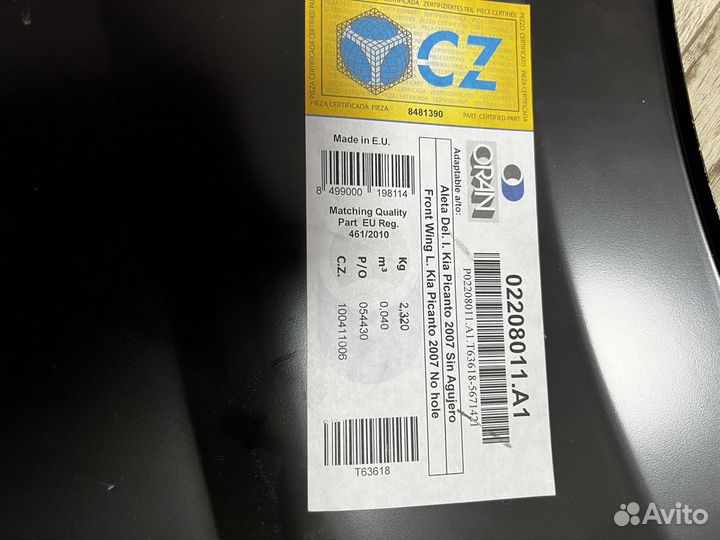 PIEZA CERTIFICADA PIEZA
8481390
PART CERTIFIED PART
CZ
Made in E.U.
8 499000 198114
Matching Quality
Part EU Reg.
461/2010
Kg 2,320
m³ 0,040
P/O 054430
C.Z. 100411006
ORAN
Adaptable a/to:
Aleta Del. I. Kia Picanto 2007 Sin Agujero
Front Wing L. Kia Picanto 2007 No hole
02208011.A1
P02208011.A1.T63618-5671421
T63618
Avito